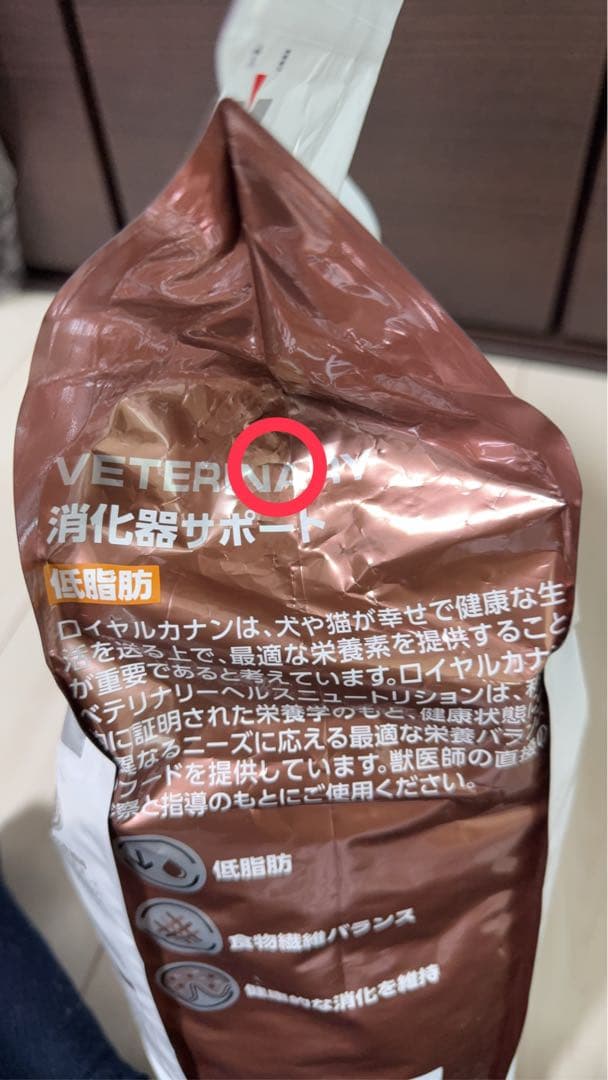 VETERINARY
消化器サポート
低脂肪
ロイヤルカナンは、犬や猫が幸せで健康な生
活を送る上で、最適な栄養素を提供すること
が重要であると考えています。ロイヤルカナ
ベテリナリーヘルスニュートリションは、科
に証明された栄養学のもと、健康状態に
異なるニーズに応える最適な栄養バラン
フードを提供しています。獣医師の直接の
察と指導のもとにご使用ください。
低脂肪
食物繊維バランス
健康的な消化を維持